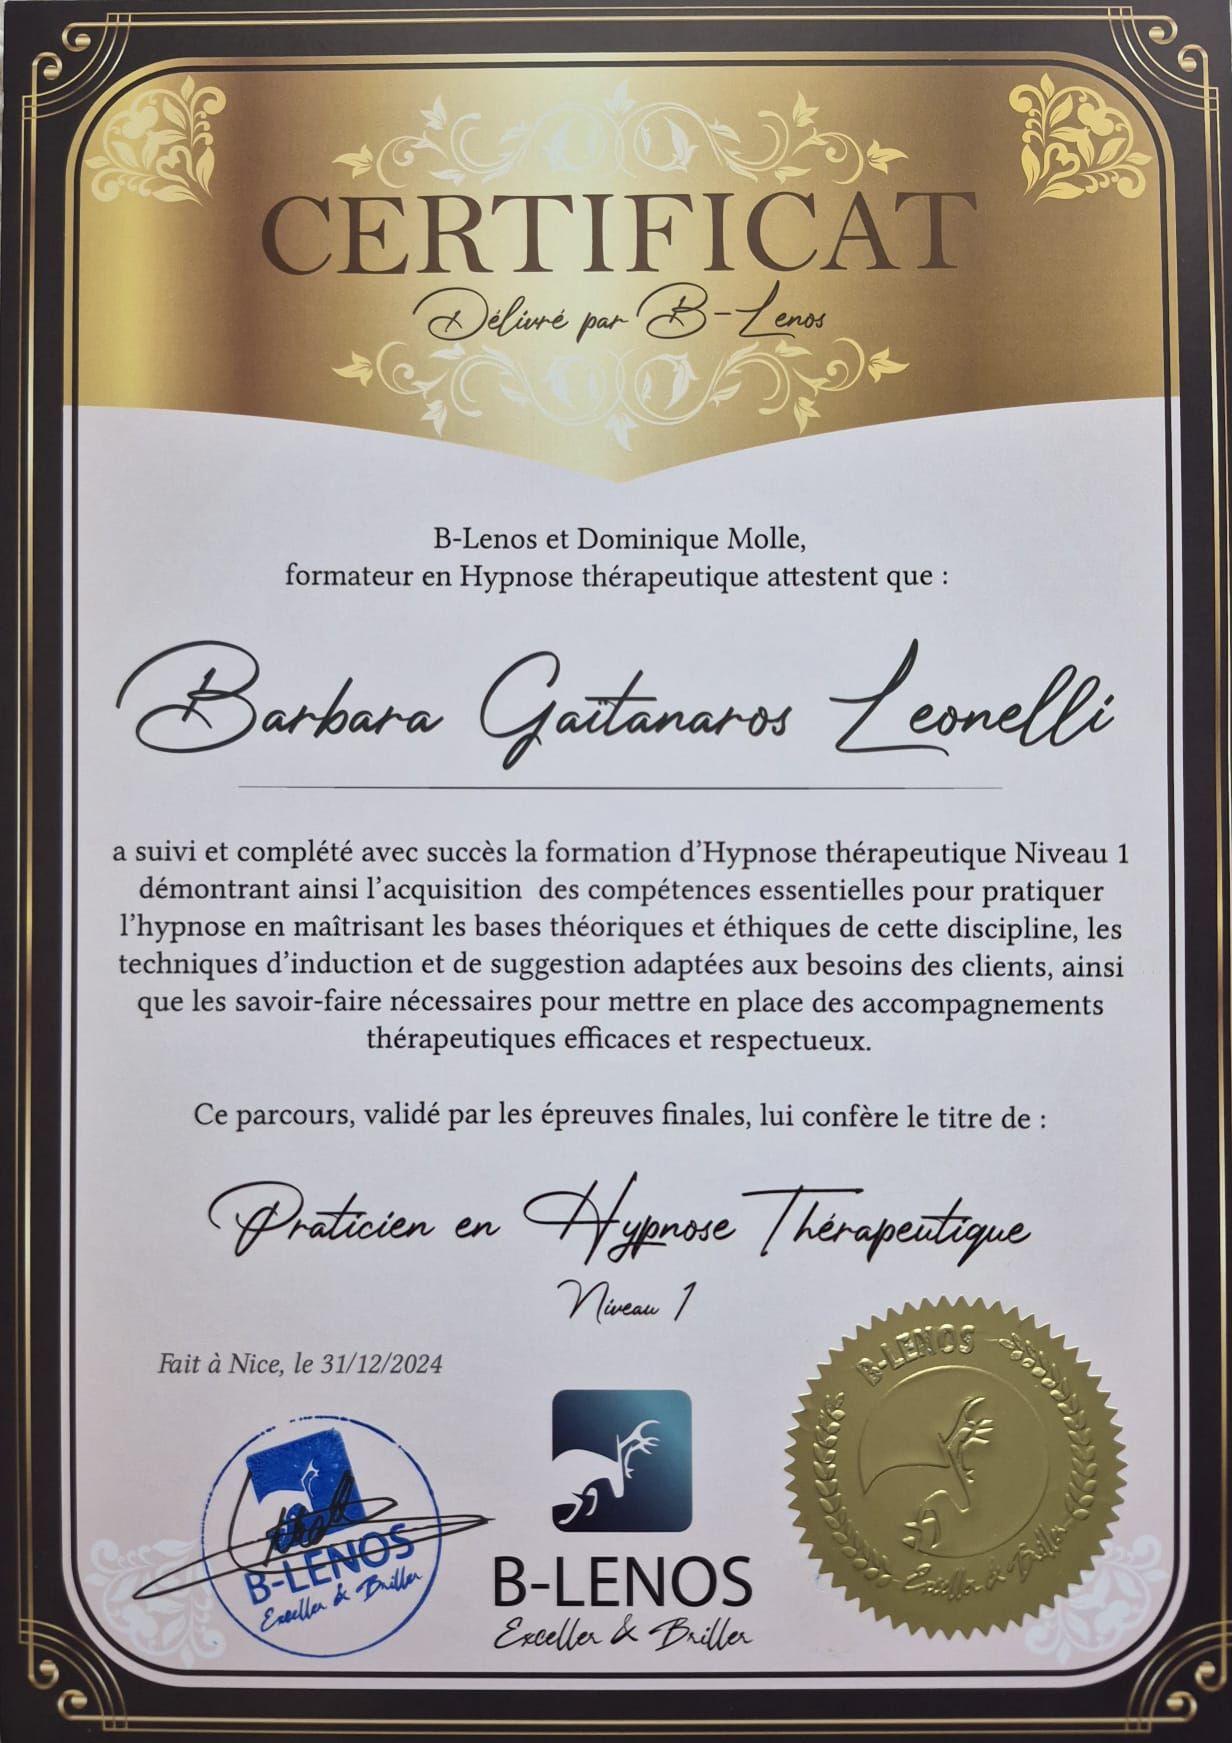 CERTIFICAT
Délivré par B-Lenos
B-Lenos et Dominique Molle,
formateur en Hypnose thérapeutique attestent que :
Barbara Gaïtanaros Leonelli
a suivi et complété avec succès la formation d’Hypnose thérapeutique Niveau 1
démontrant ainsi l’acquisition des compétences essentielles pour pratiquer
l’hypnose en maîtrisant les bases théoriques et éthiques de cette discipline, les
techniques d’induction et de suggestion adaptées aux besoins des clients, ainsi
que les savoir-faire nécessaires pour mettre en place des accompagnements
thérapeutiques efficaces et respectueux.
Ce parcours, validé par les épreuves finales, lui confère le titre de :
Praticien en Hypnose Thérapeutique
Niveau 1
Fait à Nice, le 31/12/2024
B-LENOS
Exceller & Briller
B-LENOS
Exceller & Briller
B-LENOS
Exceller & Briller